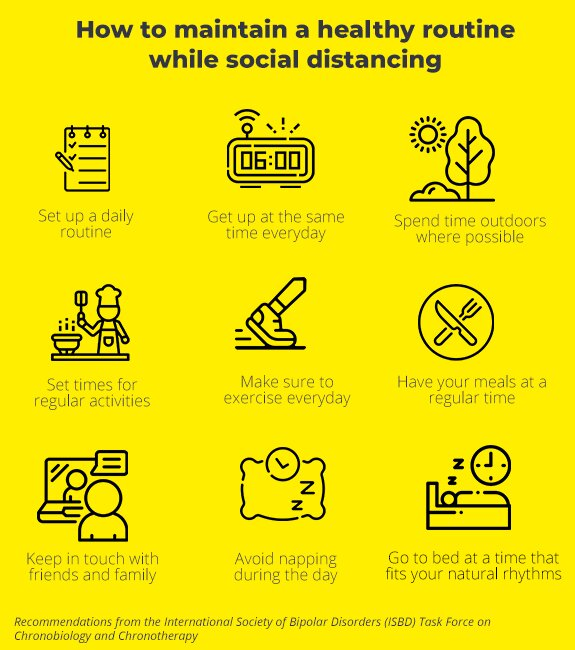 How to maintain a healthy routine
while social distancing
06:00
Set up a daily
routine
Get up at the same
time everyday
Spend time outdoors
where possible
Set times for
regular activities
Make sure to
exercise everyday
Have your meals at a
regular time
Z
Z
Z
Z
Keep in touch with
friends and family
Avoid napping
during the day
Go to bed at a time that
fits your natural rhythms
Recommendations from the International Society of Bipolar Disorders (ISBD) Task Force on
Chronobiology and Chronotherapy